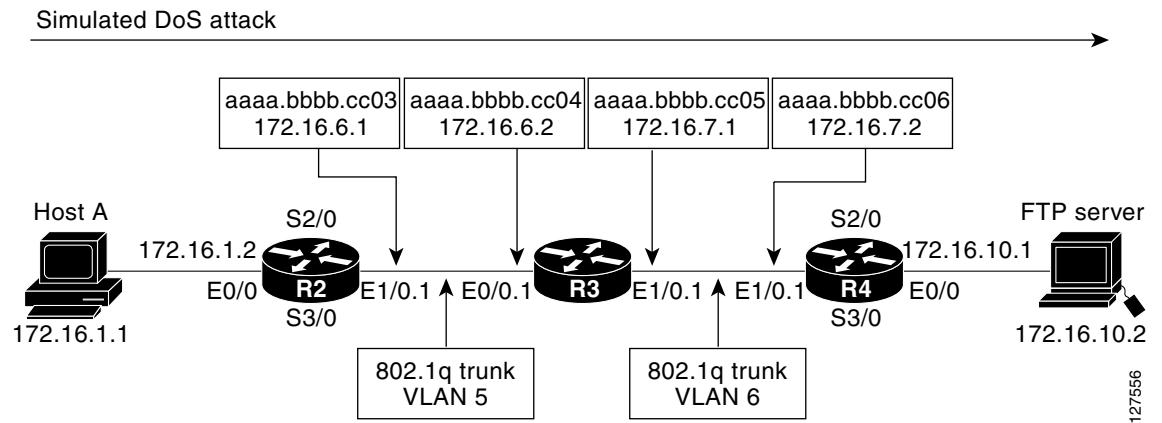 Simulated DoS attack
aaaa.bbbb.cc03
172.16.6.1
aaaa.bbbb.cc04
172.16.6.2
aaaa.bbbb.cc05
172.16.7.1
aaaa.bbbb.cc06
172.16.7.2
Host A
S2/0
S2/0
FTP server
172.16.1.2
172.16.10.1
E0/0
R2
E1/0.1
E0/0.1
R3
E1/0.1
E1/0.1
R4
E0/0
S3/0
S3/0
172.16.1.1
172.16.10.2
802.1q trunk
VLAN 5
802.1q trunk
VLAN 6
127556